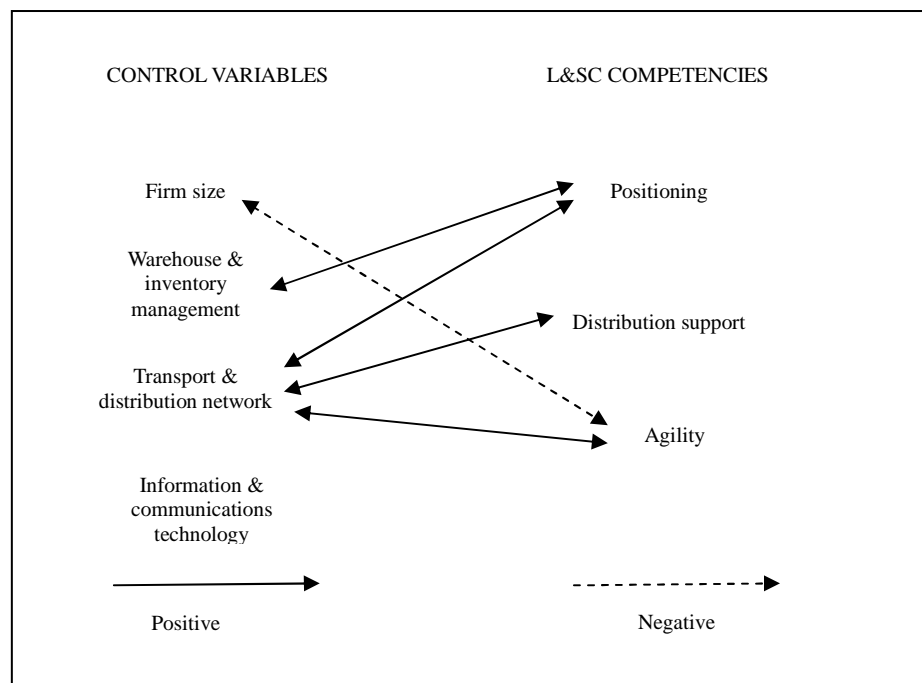 CONTROL VARIABLES
L&SC COMPETENCIES
Firm size
Positioning
Warehouse &
inventory
management
Distribution support
Transport &
distribution network
Agility
Information &
communications
technology
Positive
Negative